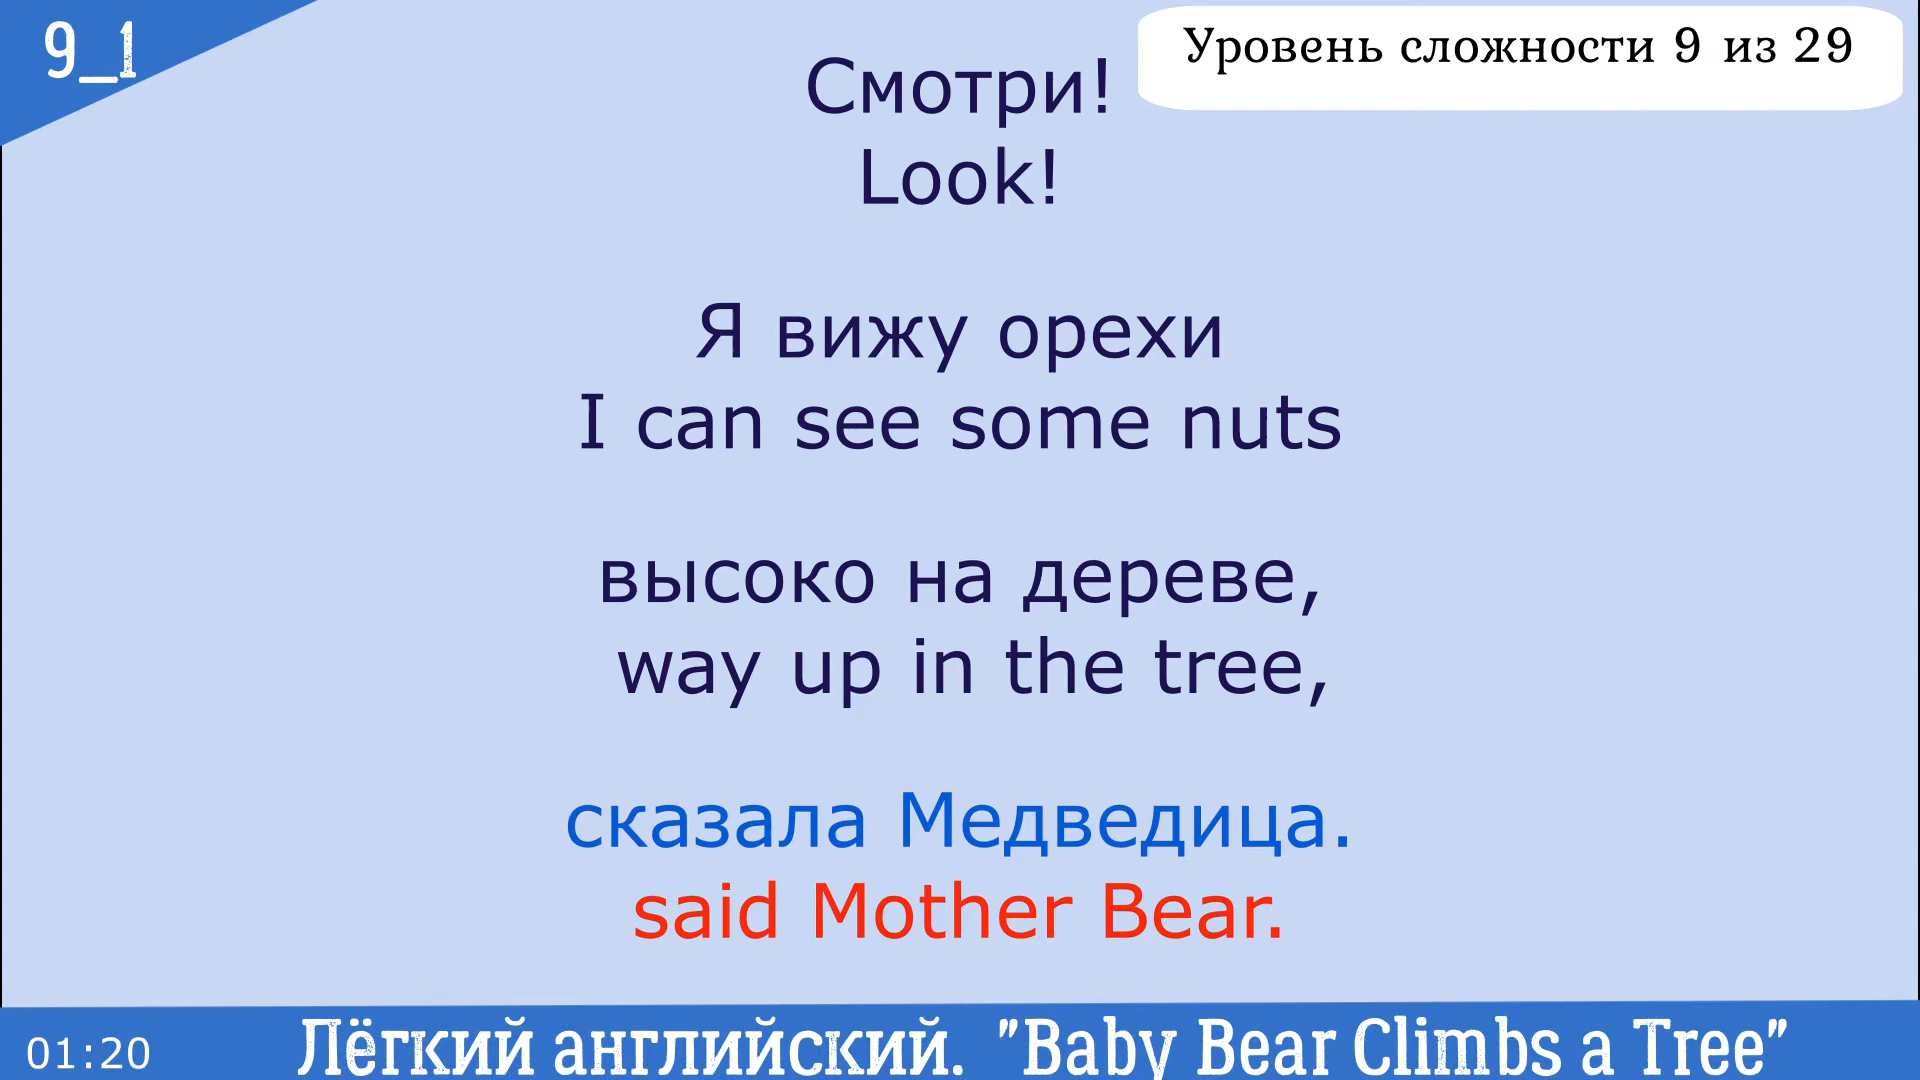 9_1
Уровень сложности 9 из 29
Смотри!
Look!
Я вижу орехи
I can see some nuts
высоко на дереве,
way up in the tree,
сказала Медведица.
said Mother Bear.
01:20
Лёгкий английский. "Baby Bear Climbs a Tree"